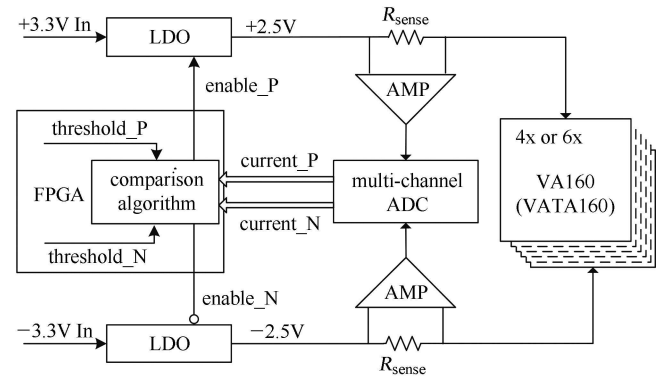 +3.3V In
LDO
+2.5V
Rsense
enable_P
AMP
threshold_P
FPGA
comparison
algorithm
current_P
current_N
multi-channel
ADC
4x or 6x
VA160
(VATA160)
threshold_N
enable_N
AMP
−3.3V In
LDO
−2.5V
Rsense